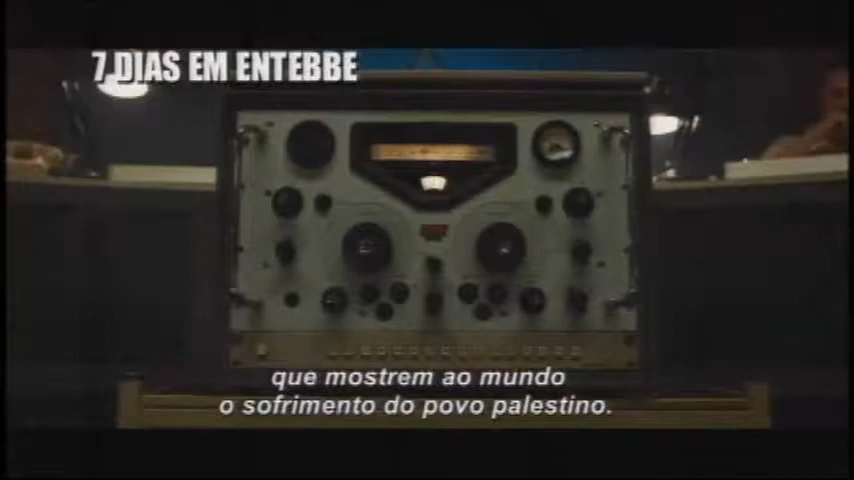 7 DIAS EM ENTEBBE
que mostrem ao mundo
o sofrimento do povo palestino.